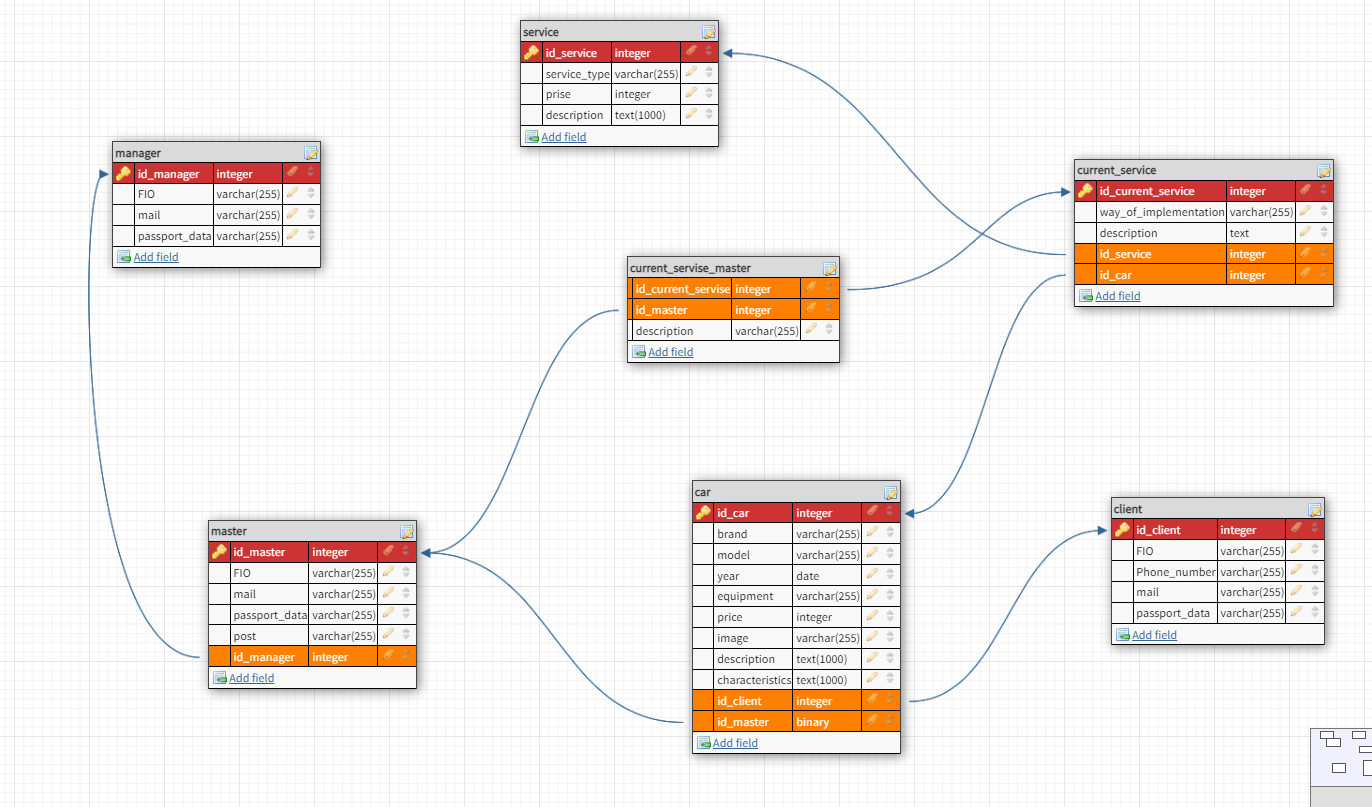 service
id_service integer
service_type varchar(255)
prise integer
description text(1000)
Add field
manager
id_manager integer
FIO varchar(255)
mail varchar(255)
passport_data varchar(255)
Add field
current_service
id_current_service integer
way_of_implementation varchar(255)
description text
id_service integer
id_car integer
Add field
current_servise_master
id_current_servise integer
id_master integer
description varchar(255)
Add field
master
id_master integer
FIO varchar(255)
mail varchar(255)
passport_data varchar(255)
post varchar(255)
id_manager integer
Add field
car
id_car integer
brand varchar(255)
model varchar(255)
year date
equipment varchar(255)
price integer
image varchar(255)
description text(1000)
characteristics text(1000)
id_client integer
id_master binary
Add field
client
id_client integer
FIO varchar(255)
Phone_number varchar(255)
mail varchar(255)
passport_data varchar(255)
Add field